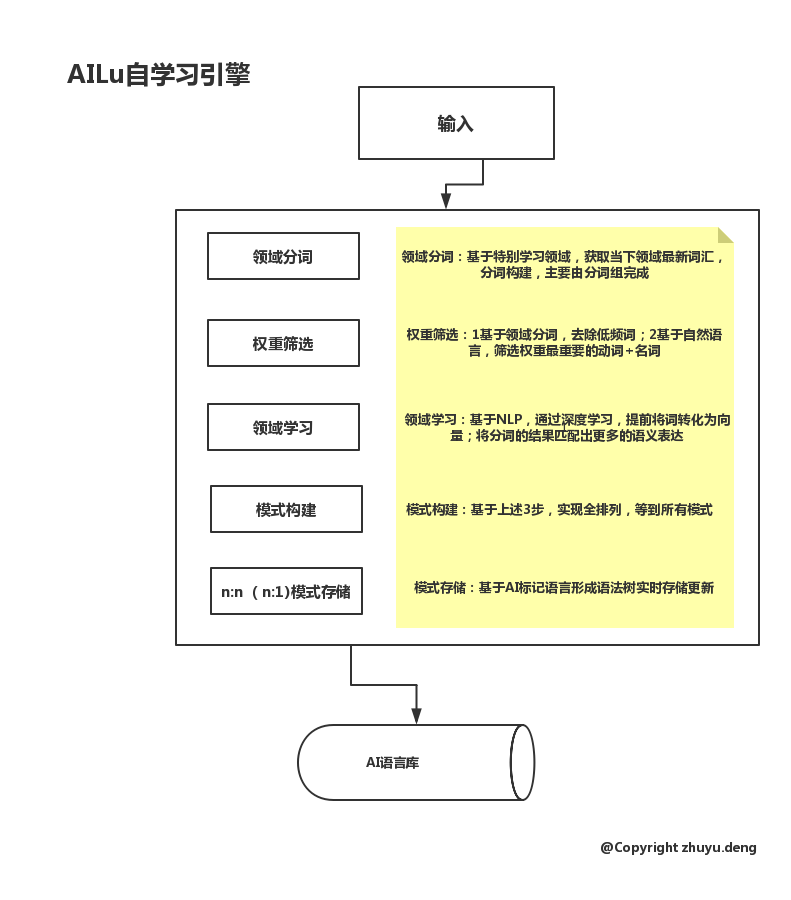 AILu自学习引擎
输入
领域分词
领域分词：基于特别学习领域，获取当下领域最新词汇，
分词构建，主要由分词组完成
权重筛选
权重筛选：1基于领域分词，去除低频词；2基于自然语
言，筛选权重最重要的动词+名词
领域学习
领域学习：基于NLP，通过深度学习，提前将词转化为向
量；将分词的结果匹配出更多的语义表达
模式构建
模式构建：基于上述3步，实现全排列，等到所有模式
n:n（n:1)模式存储
模式存储：基于AI标记语言形成语法树实时存储更新
AI语言库
@Copyright zhuyu.deng